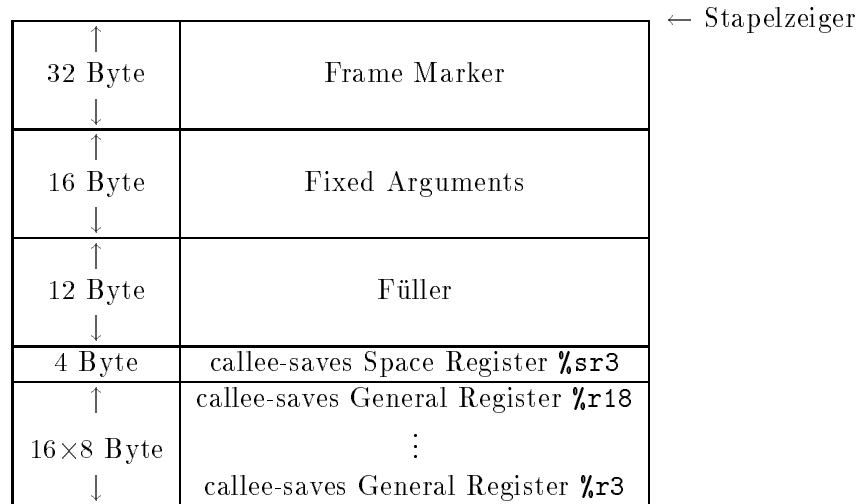 ← Stapelzeiger
↑
32 Byte Frame Marker
↓
↑
16 Byte Fixed Arguments
↓
↑
12 Byte Füller
↓
4 Byte callee-saves Space Register %sr3
↑ callee-saves General Register %r18
16×8 Byte ⋮
↓ callee-saves General Register %r3